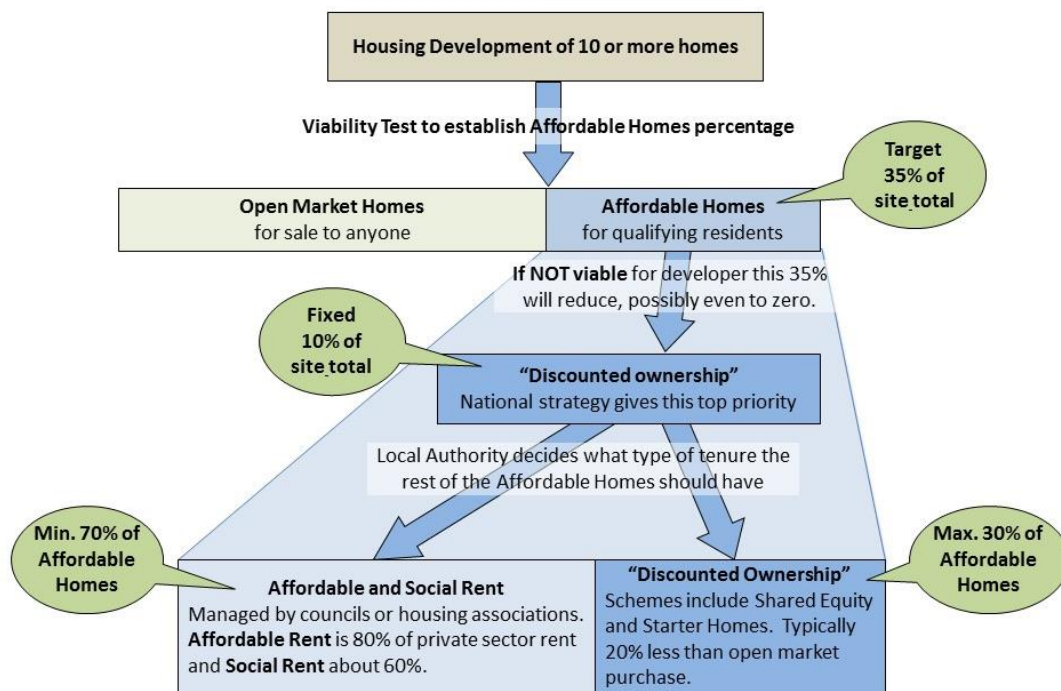 Housing Development of 10 or more homes
Viability Test to establish Affordable Homes percentage
Target
35% of
site total
Open Market Homes
for sale to anyone
Affordable Homes
for qualifying residents
If NOT viable for developer this 35%
will reduce, possibly even to zero.
Fixed
10% of
site total
“Discounted ownership”
National strategy gives this top priority
Local Authority decides what type of tenure the
rest of the Affordable Homes should have
Min. 70% of
Affordable
Homes
Max. 30% of
Affordable
Homes
Affordable and Social Rent
Managed by councils or housing associations.
Affordable Rent is 80% of private sector rent
and Social Rent about 60%.
“Discounted Ownership”
Schemes include Shared Equity
and Starter Homes. Typically
20% less than open market
purchase.